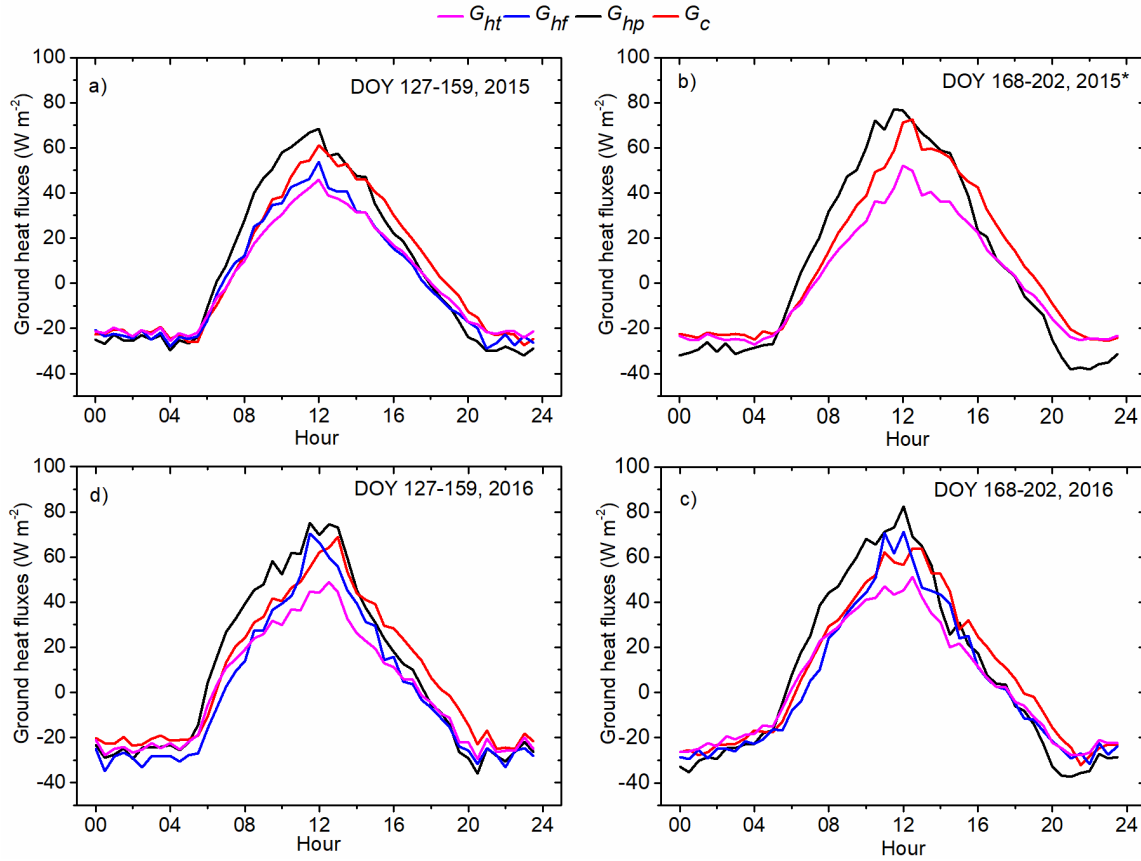 G_ht G_hf G_hp G_c
a) DOY 127-159, 2015
Ground heat fluxes (W m⁻²)
100
80
60
40
20
0
-20
-40
00 04 08 12 16 20 24
Hour
b) DOY 168-202, 2015*
Ground heat fluxes (W m⁻²)
100
80
60
40
20
0
-20
-40
00 04 08 12 16 20 24
Hour
d) DOY 127-159, 2016
Ground heat fluxes (W m⁻²)
100
80
60
40
20
0
-20
-40
00 04 08 12 16 20 24
Hour
c) DOY 168-202, 2016
Ground heat fluxes (W m⁻²)
100
80
60
40
20
0
-20
-40
00 04 08 12 16 20 24
Hour